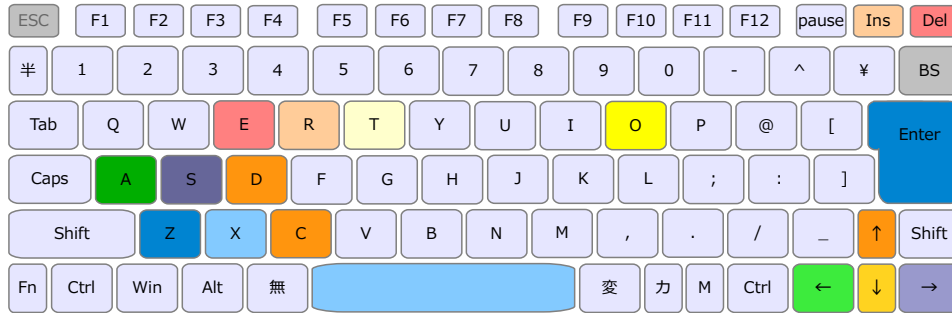 ESC F1 F2 F3 F4 F5 F6 F7 F8 F9 F10 F11 F12 pause Ins Del
半 1 2 3 4 5 6 7 8 9 0 - ^ ¥ BS
Tab Q W E R T Y U I O P @ [ Enter
Caps A S D F G H J K L ; : ]
Shift Z X C V B N M , . / _ ↑ Shift
Fn Ctrl Win Alt 無 変 カ M Ctrl ← ↓ →